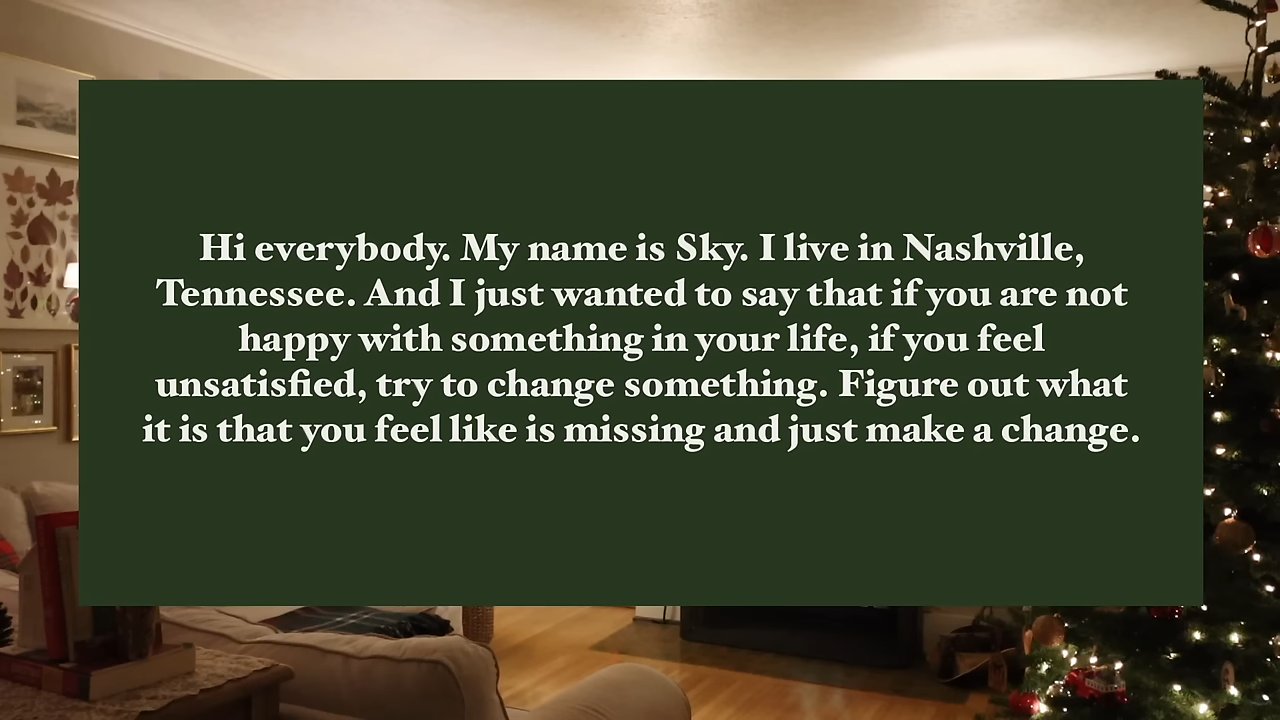 Hi everybody. My name is Sky. I live in Nashville,
Tennessee. And I just wanted to say that if you are not
happy with something in your life, if you feel
unsatisfied, try to change something. Figure out what
it is that you feel like is missing and just make a change.